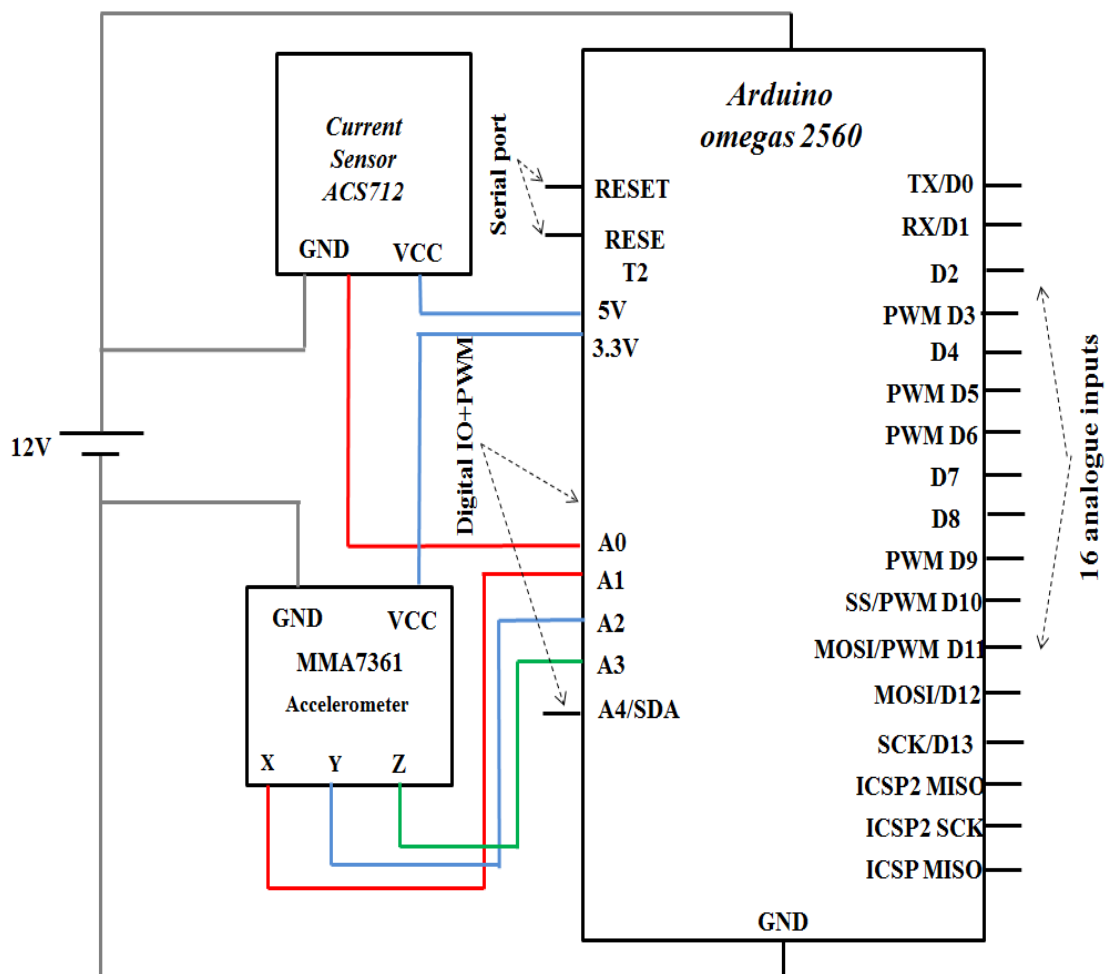 Arduino
omegas 2560
Current
Sensor
ACS712
GND
VCC
Serial port
RESET
RESE
T2
5V
3.3V
12V
Digital IO+PWM
A0
A1
A2
A3
A4/SDA
GND
VCC
MMA7361
Accelerometer
X
Y
Z
TX/D0
RX/D1
D2
PWM D3
D4
PWM D5
PWM D6
D7
D8
PWM D9
SS/PWM D10
MOSI/PWM D11
MOSI/D12
SCK/D13
ICSP2 MISO
ICSP2 SCK
ICSP MISO
16 analogue inputs
GND